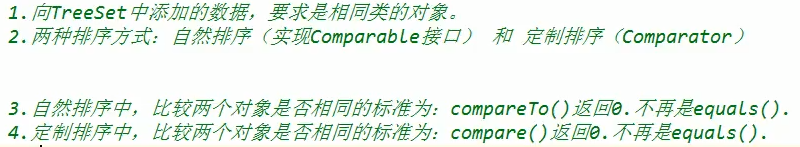 1.向TreeSet中添加的数据，要求是相同类的对象。
2.两种排序方式：自然排序（实现Comparable接口） 和 定制排序（Comparator）
3.自然排序中，比较两个对象是否相同的标准为：compareTo()返回0.不再是equals().
4.定制排序中，比较两个对象是否相同的标准为：compare()返回0.不再是equals().